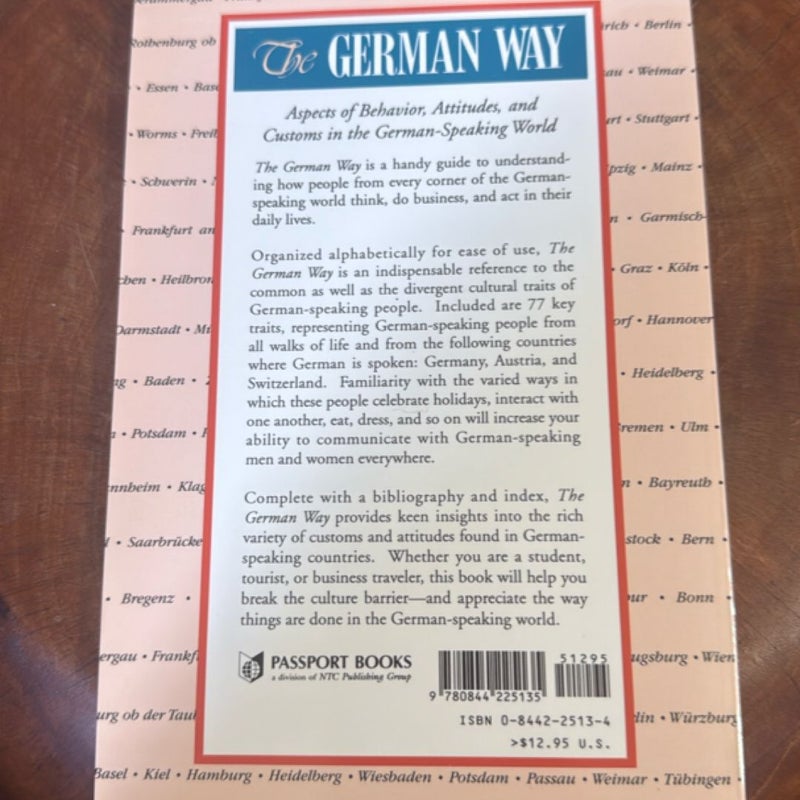 Rothenburg ob
• Essen • Base
• Worms • Freib
• Schwerin •
Frankfurt an
chen • Heilbron
Darmstadt • Mü
ng • Baden •
• Potsdam •
nnheim • Klag
• Saarbrücke
• Bregenz •
ergau • Frankf
urg ob der Tau
The GERMAN WAY
Aspects of Behavior, Attitudes, and
Customs in the German-Speaking World
The German Way is a handy guide to understand-
ing how people from every corner of the German-
speaking world think, do business, and act in their
daily lives.
Organized alphabetically for ease of use, The
German Way is an indispensable reference to the
common as well as the divergent cultural traits of
German-speaking people. Included are 77 key
traits, representing German-speaking people from
all walks of life and from the following countries
where German is spoken: Germany, Austria, and
Switzerland. Familiarity with the varied ways in
which these people celebrate holidays, interact with
one another, eat, dress, and so on will increase your
ability to communicate with German-speaking
men and women everywhere.
Complete with a bibliography and index, The
German Way provides keen insights into the rich
variety of customs and attitudes found in German-
speaking countries. Whether you are a student,
tourist, or business traveler, this book will help you
break the culture barrier—and appreciate the way
things are done in the German-speaking world.
PASSPORT BOOKS
a division of NTC Publishing Group
51295
9 780844 225135
ISBN 0-8442-2513-4
>$12.95 U.S.
rich • Berlin •
au • Weimar •
rt • Stuttgart •
pzig • Mainz •
n • Garmisch-
• Graz • Köln •
orf • Hannover
• Heidelberg •
remen • Ulm •
n • Bayreuth •
stock • Bern •
ur • Bonn •
ugsburg • Wien
lin • Würzburg
Basel • Kiel • Hamburg • Heidelberg • Wiesbaden • Potsdam • Passau • Weimar • Tübingen •